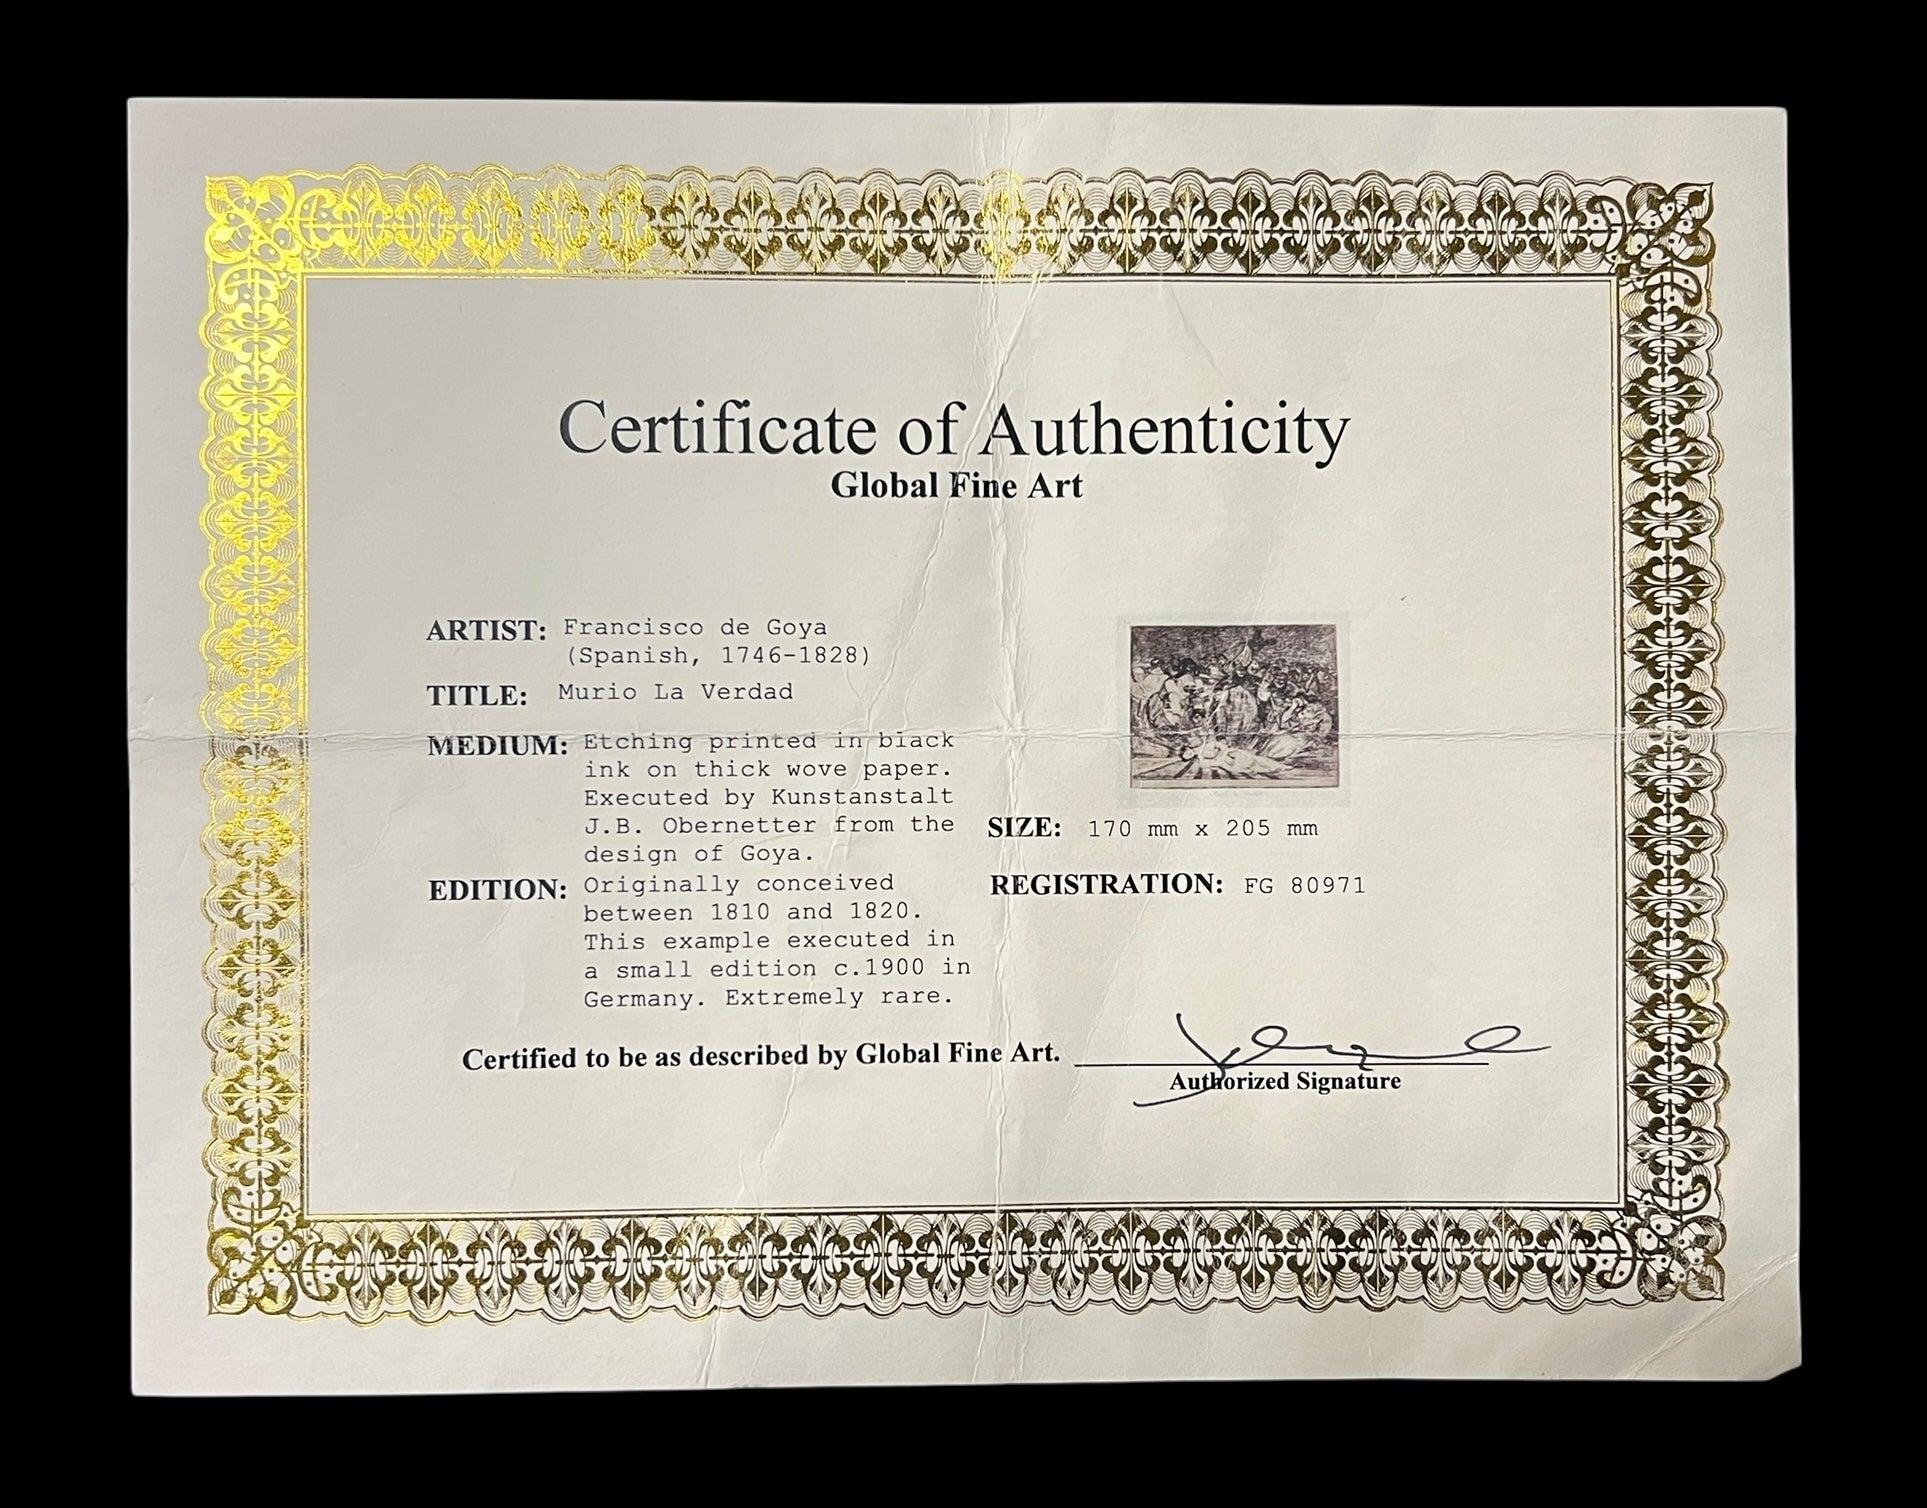 Certificate of Authenticity
Global Fine Art
ARTIST: Francisco de Goya
(Spanish, 1746-1828)
TITLE: Murio La Verdad
MEDIUM: Etching printed in black
ink on thick wove paper.
Executed by Kunstanstalt
J.B. Obernetter from the
design of Goya.
EDITION: Originally conceived
between 1810 and 1820.
This example executed in
a small edition c.1900 in
Germany. Extremely rare.
SIZE: 170 mm x 205 mm
REGISTRATION: FG 80971
Certified to be as described by Global Fine Art.
Authorized Signature